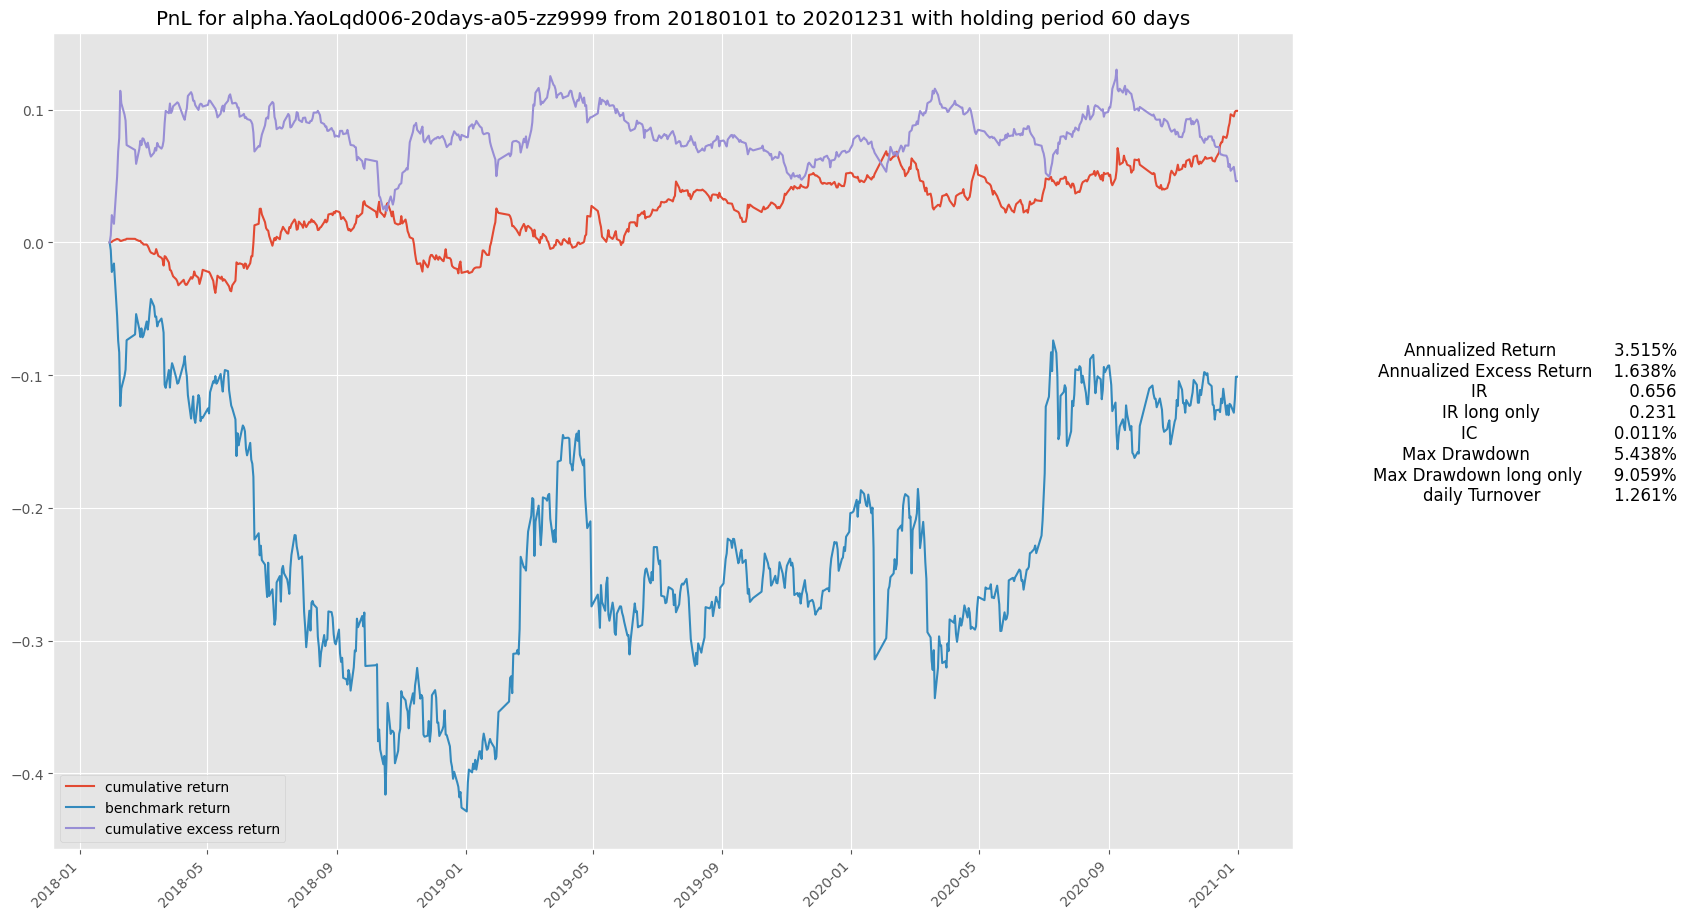 PnL for alpha.YaoLqd006-20days-a05-zz9999 from 20180101 to 20201231 with holding period 60 days
0.1
0.0
−0.1
−0.2
−0.3
−0.4
cumulative return
benchmark return
cumulative excess return
2018-01
2018-05
2018-09
2019-01
2019-05
2019-09
2020-01
2020-05
2020-09
2021-01
Annualized Return 3.515%
Annualized Excess Return 1.638%
IR 0.656
IR long only 0.231
IC 0.011%
Max Drawdown 5.438%
Max Drawdown long only 9.059%
daily Turnover 1.261%